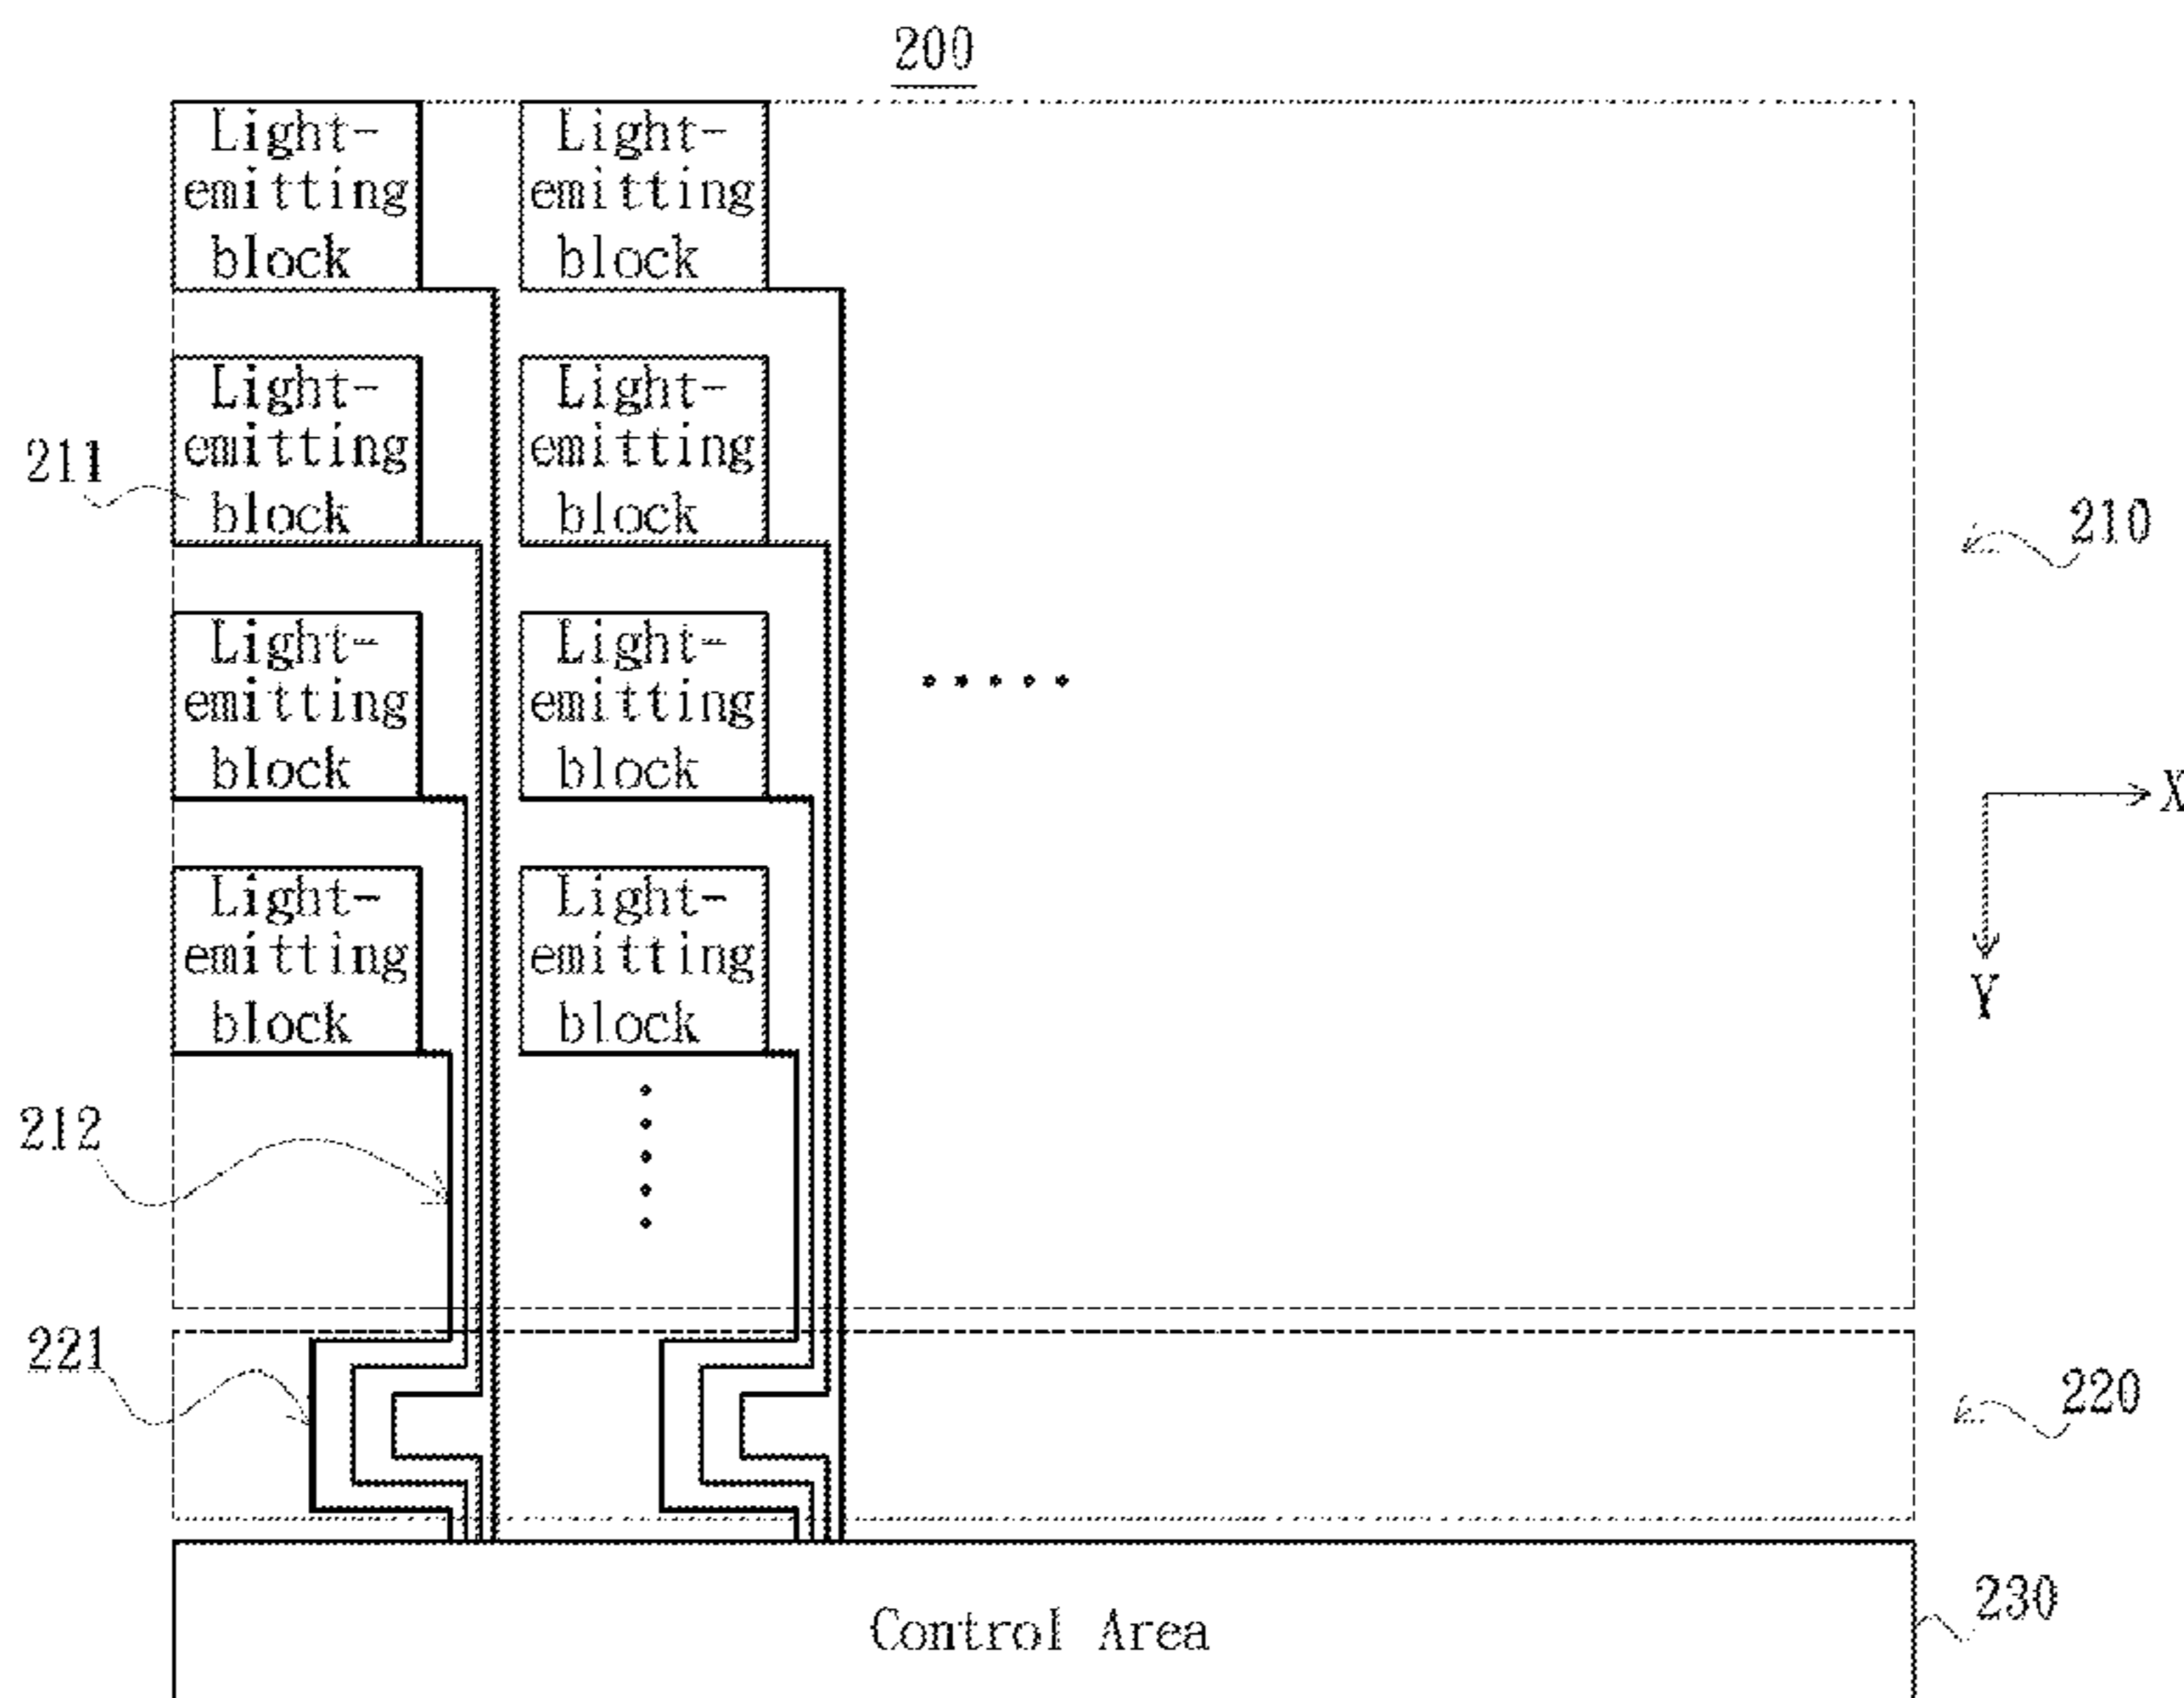 200
Light-
emitting
block
Light-
emitting
block
Light-
emitting
block
Light-
emitting
block
211
210
Light-
emitting
block
Light-
emitting
block
X
Y
Light-
emitting
block
Light-
emitting
block
212
221
220
230
Control Area